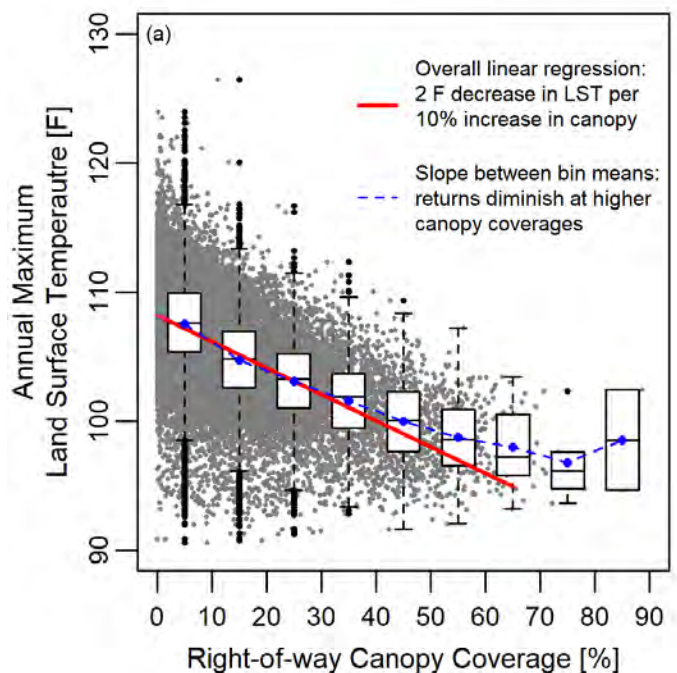 (a)
Overall linear regression:
2 F decrease in LST per
10% increase in canopy
Slope between bin means:
returns diminish at higher
canopy coverages
Annual Maximum
Land Surface Temperautre [F]
130
120
110
100
90
0 10 20 30 40 50 60 70 80 90
Right-of-way Canopy Coverage [%]